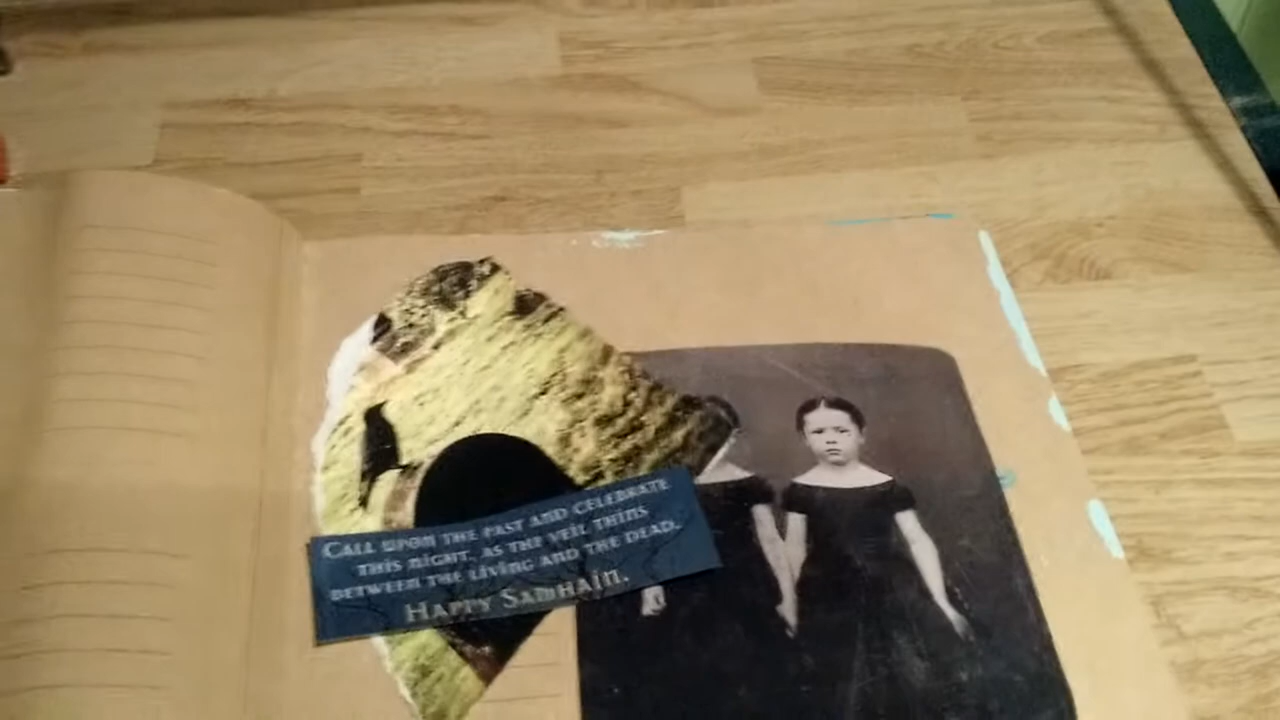 Call upon the past and celebrate
this night, as the veil thins
between the living and the dead.
Happy Samhain.